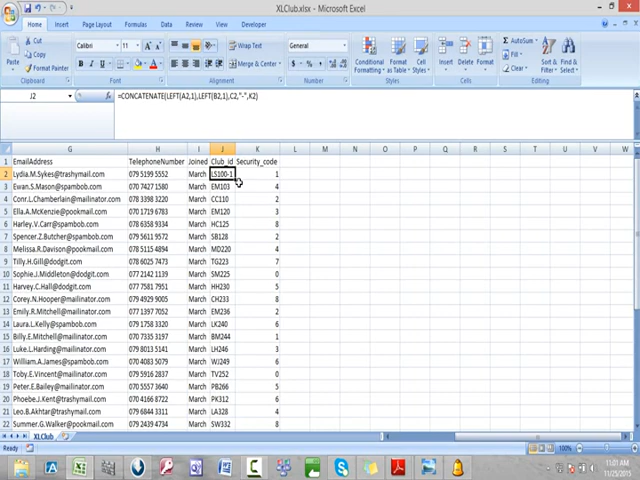 XLClub.xlsx - Microsoft Excel
Home Insert Page Layout Formulas Data Review View Developer
Paste Cut Copy Format Painter Clipboard
Calibri 11 Font
Wrap Text Merge & Center Alignment
General Number
Conditional Formatting Format as Table Cell Styles Styles
Insert Delete Format Cells
AutoSum Fill Clear Sort & Filter Find & Select Editing
J2 =CONCATENATE(LEFT(A2,1),LEFT(B2,1),C2,"-",K2)
G H I J K L M N O P Q R S T U V W
1 EmailAddress TelephoneNumber Joined Club_id Security_code
2 Lydia.M.Sykes@trashymail.com 079 5199 5552 March LS100-1 1
3 Ewan.S.Mason@spambob.com 070 7427 1580 March EM103 4
4 Conr.L.Chamberlain@mailinator.com 078 3398 3220 March CC110 2
5 Ella.A.McKenzie@pookmail.com 070 1719 6783 March EM120 3
6 Harley.V.Carr@spambob.com 078 6358 9334 March HC125 8
7 Spencer.H.Butler@spambob.com 079 5611 9572 March SB128 2
8 Melissa.R.Davison@pookmail.com 078 5115 4894 March MD220 4
9 Tilly.H.Gill@dodgit.com 078 6025 7473 March TG223 7
10 Sophie.J.Middleton@dodgit.com 077 2142 1139 March SM225 0
11 Harvey.C.Hall@dodgit.com 077 7581 7951 March HH230 5
12 Corey.N.Hooper@mailinator.com 079 4929 9005 March CH233 8
13 Emily.R.Mitchell@mailinator.com 077 1397 7052 March EM236 2
14 Laura.L.Kelly@spambob.com 079 1758 3320 March LK240 6
15 Billy.E.Mitchell@mailinator.com 070 7335 3197 March BM244 1
16 Luke.L.Harding@mailinator.com 079 8013 5141 March LH246 3
17 William.A.James@spambob.com 070 4083 5079 March WJ249 6
18 Toby.E.Vincent@mailinator.com 079 5916 2837 March TV252 0
19 Peter.E.Bailey@mailinator.com 070 5557 3640 March PB266 5
20 Phoebe.J.Kent@trashymail.com 070 4166 8722 March PK312 6
21 Leo.B.Akhtar@trashymail.com 079 6844 3311 March LA328 4
22 Summer.G.Walker@pookmail.com 079 2439 4734 March SW332 8
XLClub
Ready 100%
11:01 AM
11/25/2015